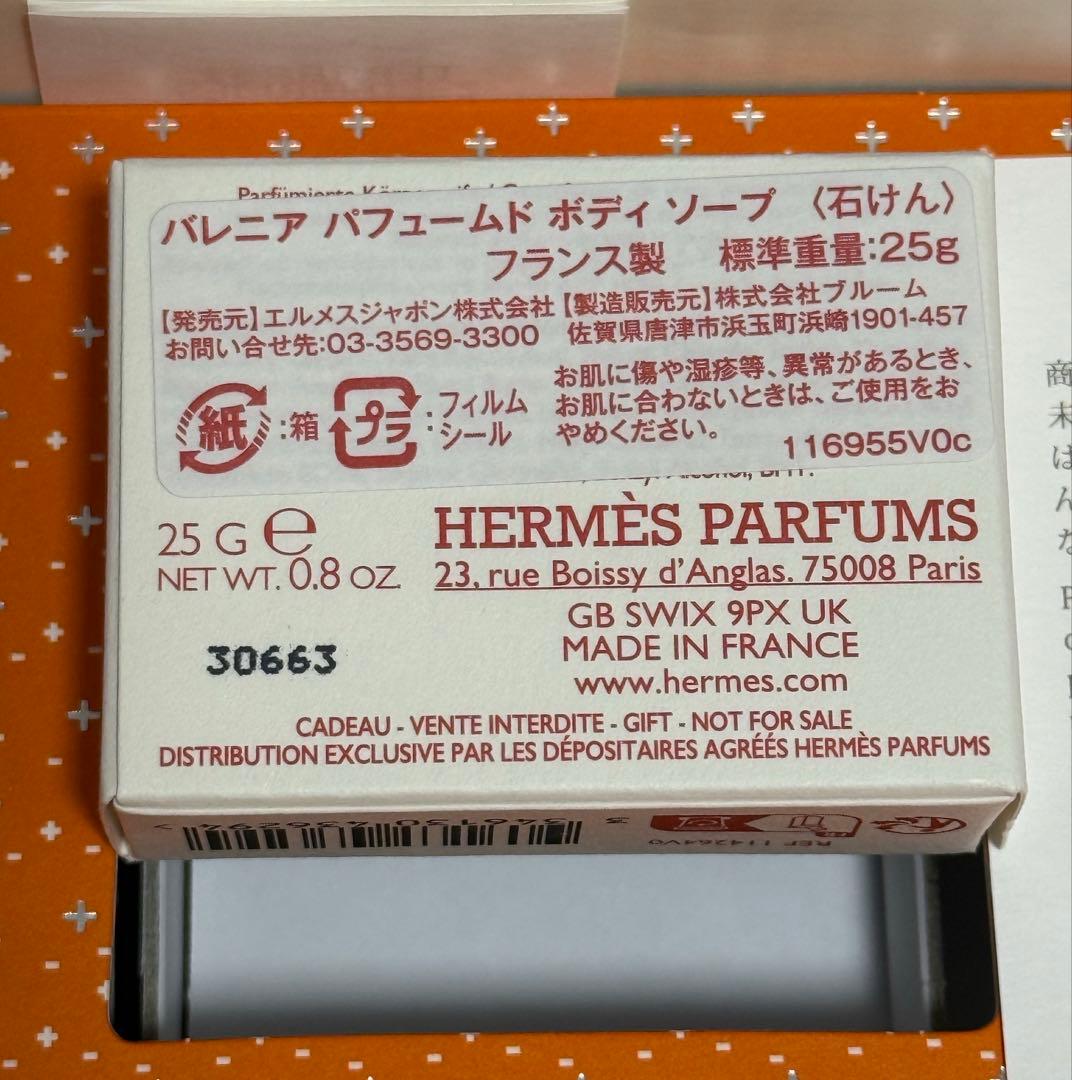 Parfümierte
バレニア パフュームド ボディ ソープ 〈石けん〉
フランス製 標準重量:25g
【発売元】エルメスジャポン株式会社【製造販売元】株式会社ブルーム
お問い合せ先:03-3569-3300 佐賀県唐津市浜玉町浜崎1901-457
お肌に傷や湿疹等、異常があるとき、
お肌に合わないときは、ご使用をお
やめください。
紙:箱 プラ:フィルム
シール
116955V0c
25 G e
NET WT. 0.8 OZ.
HERMÈS PARFUMS
23, rue Boissy d'Anglas. 75008 Paris
GB SWIX 9PX UK
MADE IN FRANCE
www.hermes.com
30663
CADEAU - VENTE INTERDITE - GIFT - NOT FOR SALE
DISTRIBUTION EXCLUSIVE PAR LES DÉPOSITAIRES AGRÉÉS HERMÈS PARFUMS
REF 114264V0
商
末
は
ん
な